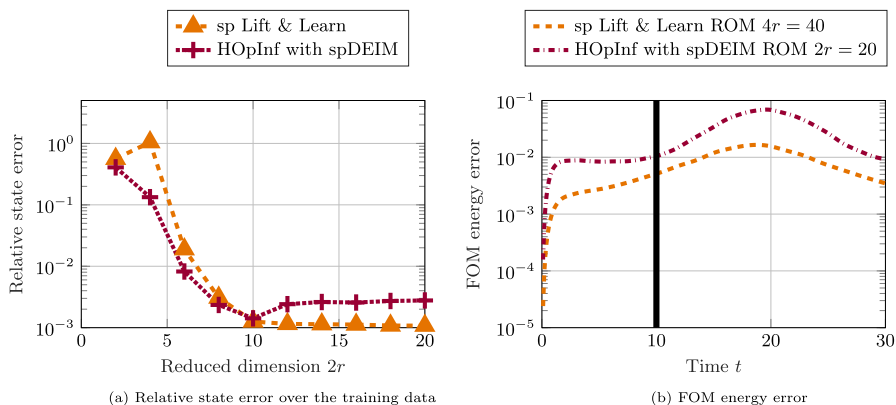 sp Lift & Learn
HOpInf with spDEIM
Relative state error
10⁰
10⁻¹
10⁻²
10⁻³
0 5 10 15 20
Reduced dimension 2r
(a) Relative state error over the training data
sp Lift & Learn ROM 4r = 40
HOpInf with spDEIM ROM 2r = 20
FOM energy error
10⁻¹
10⁻²
10⁻³
10⁻⁴
10⁻⁵
0 10 20 30
Time t
(b) FOM energy error